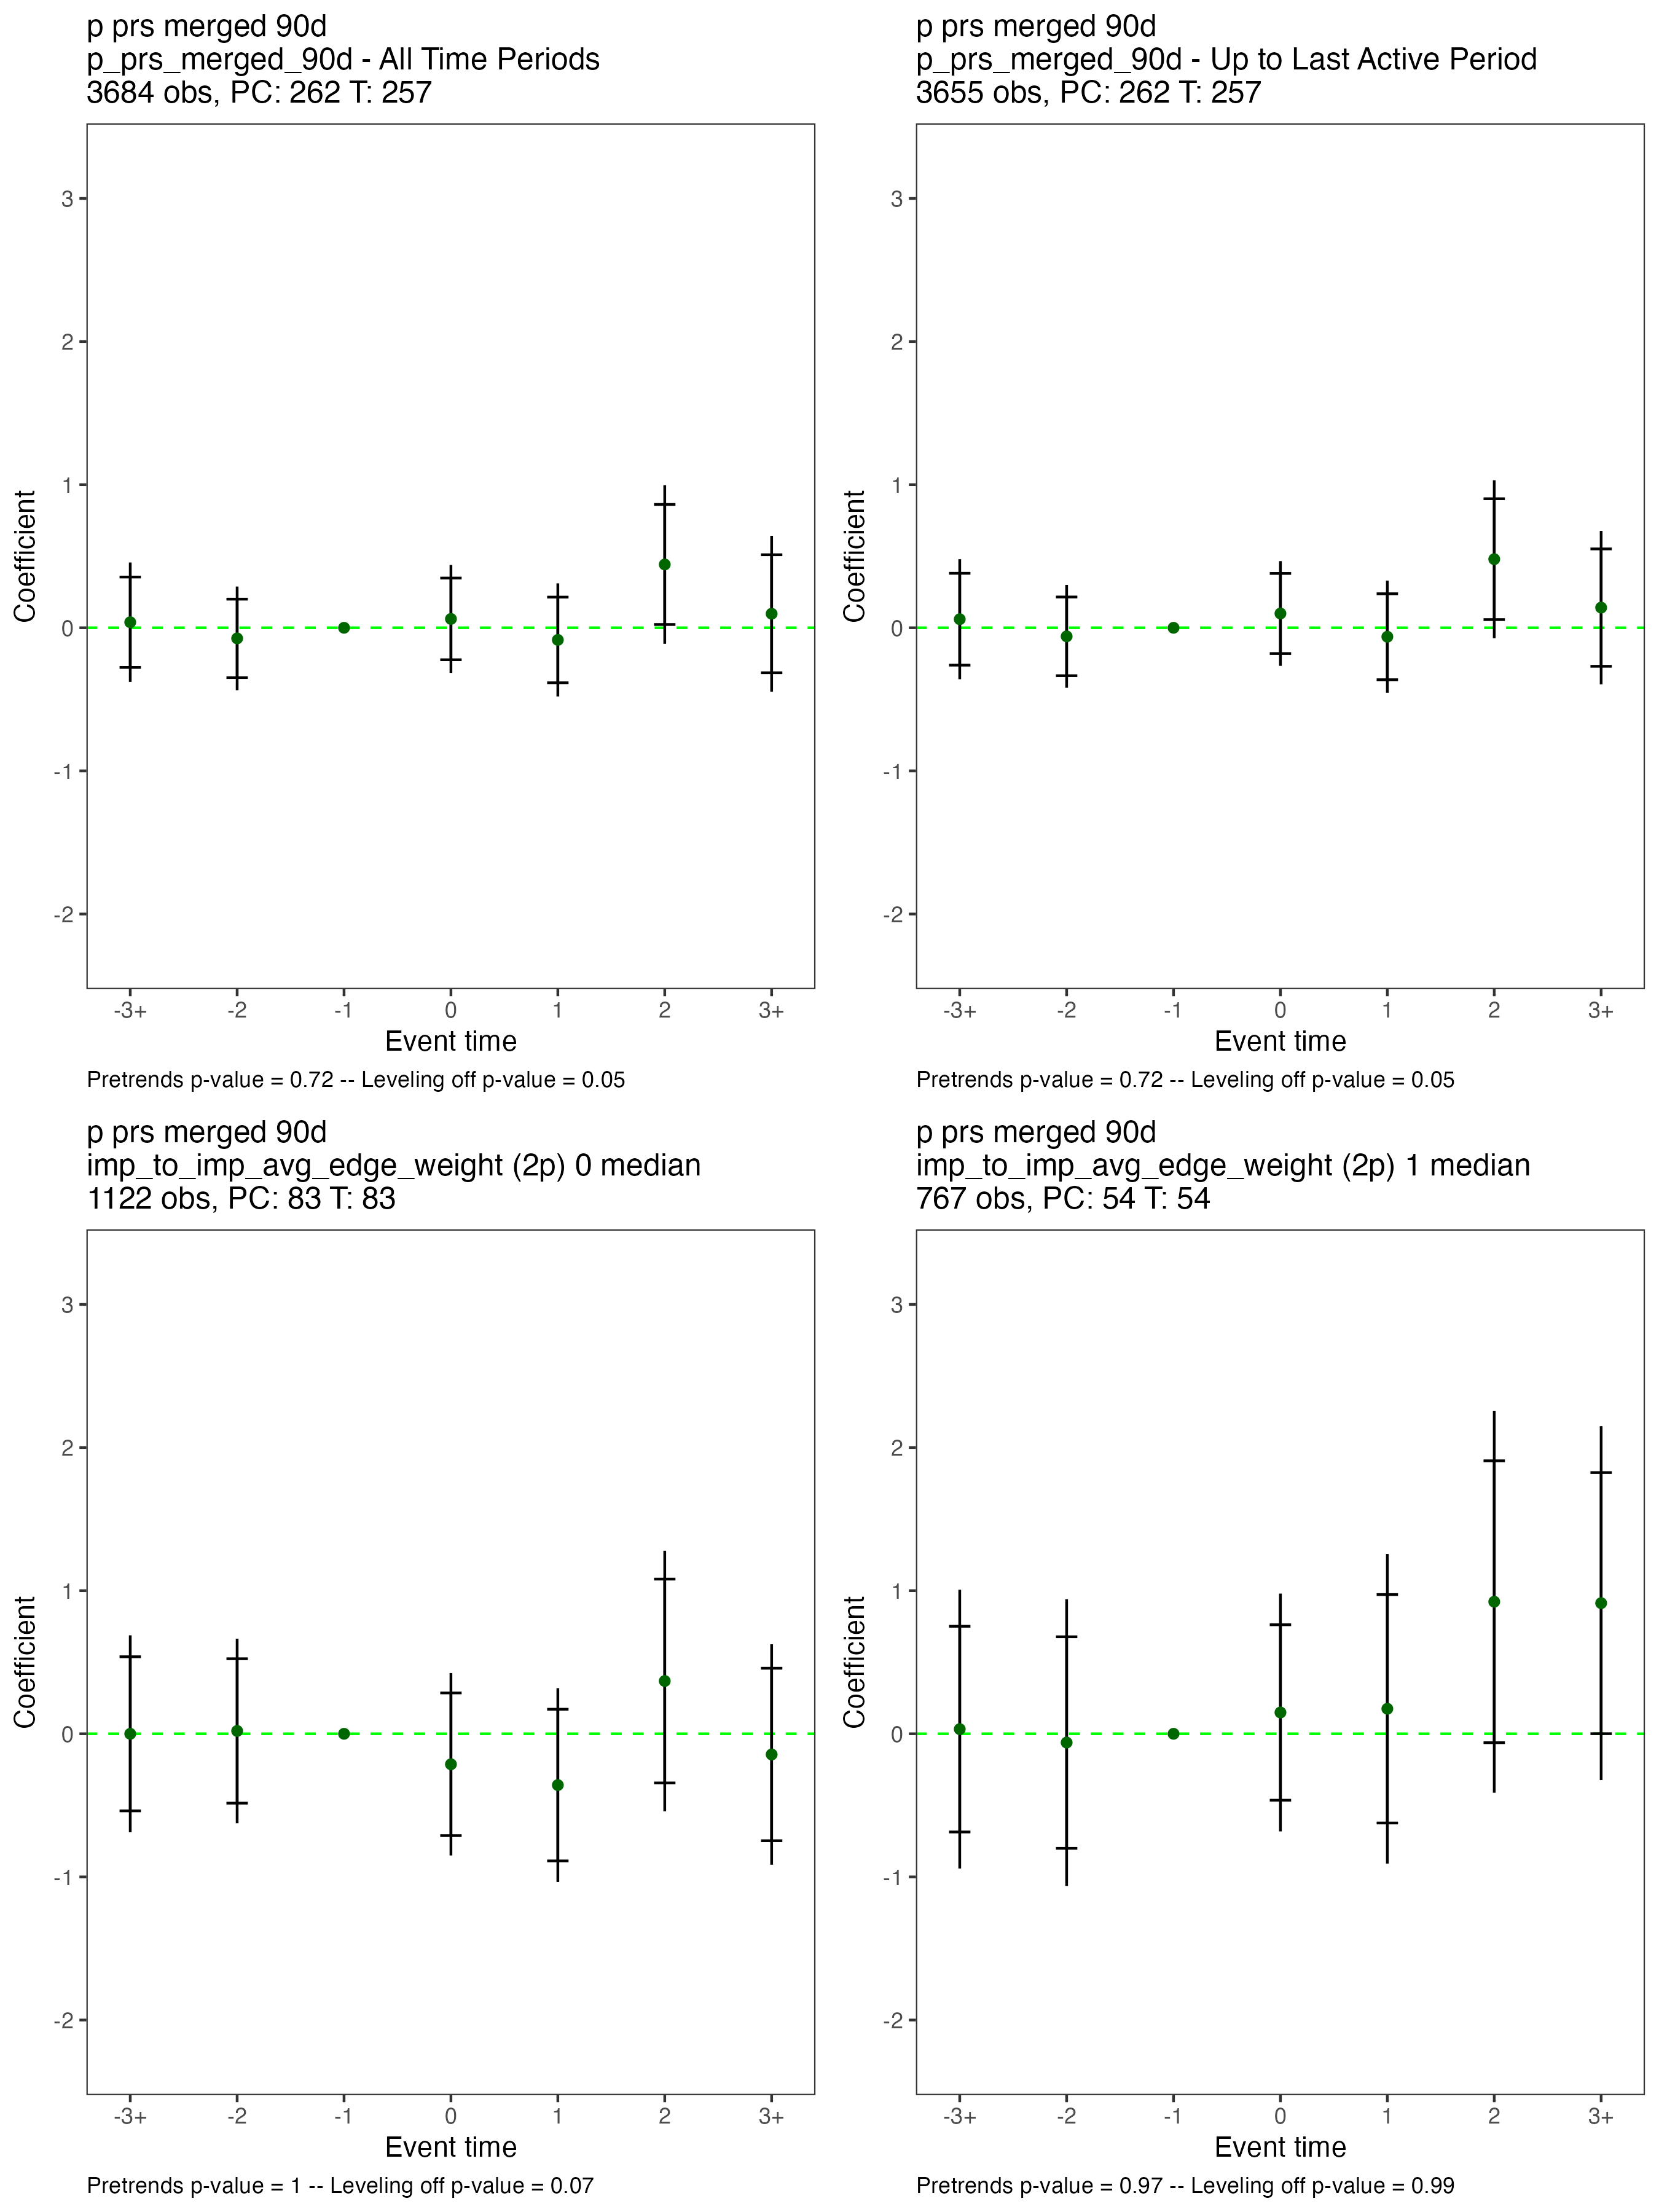 p prs merged 90d
p_prs_merged_90d - All Time Periods
3684 obs, PC: 262 T: 257
3
2
1
0
-1
-2
Coefficient
-3+ -2 -1 0 1 2 3+
Event time
Pretrends p-value = 0.72 -- Leveling off p-value = 0.05
p prs merged 90d
p_prs_merged_90d - Up to Last Active Period
3655 obs, PC: 262 T: 257
3
2
1
0
-1
-2
Coefficient
-3+ -2 -1 0 1 2 3+
Event time
Pretrends p-value = 0.72 -- Leveling off p-value = 0.05
p prs merged 90d
imp_to_imp_avg_edge_weight (2p) 0 median
1122 obs, PC: 83 T: 83
3
2
1
0
-1
-2
Coefficient
-3+ -2 -1 0 1 2 3+
Event time
Pretrends p-value = 1 -- Leveling off p-value = 0.07
p prs merged 90d
imp_to_imp_avg_edge_weight (2p) 1 median
767 obs, PC: 54 T: 54
3
2
1
0
-1
-2
Coefficient
-3+ -2 -1 0 1 2 3+
Event time
Pretrends p-value = 0.97 -- Leveling off p-value = 0.99